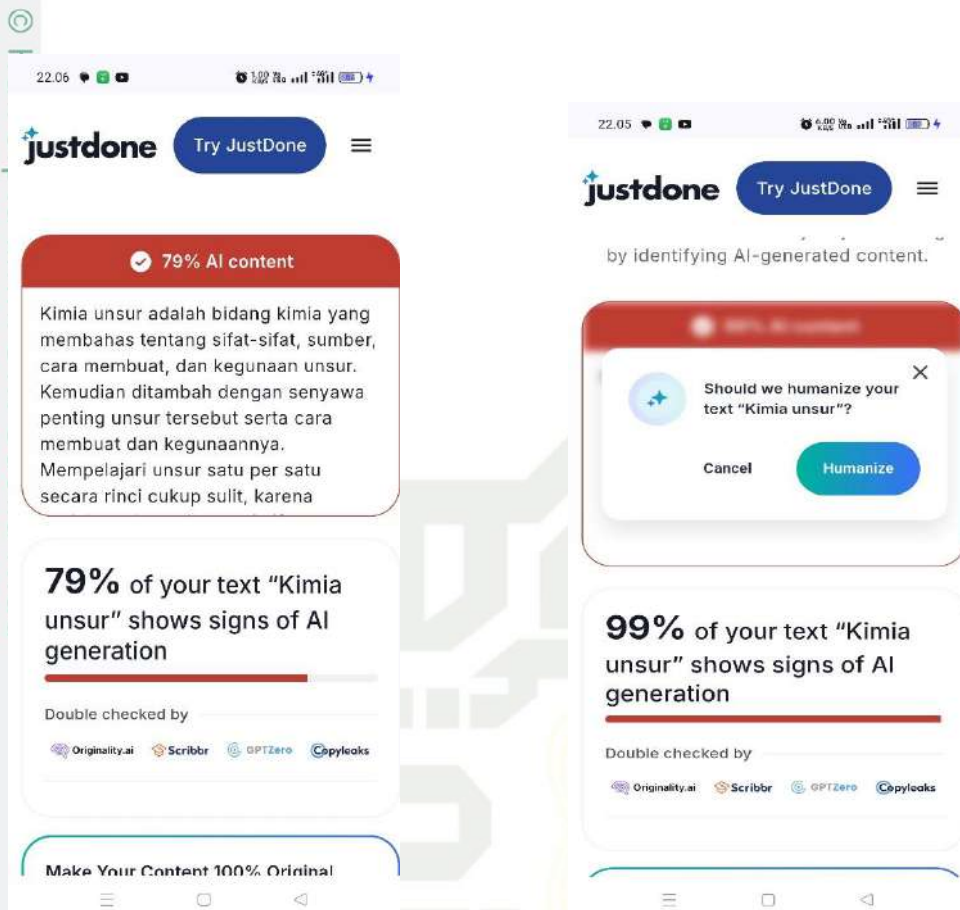 22.06
justdone
Try JustDone
79% AI content
Kimia unsur adalah bidang kimia yang
membahas tentang sifat-sifat, sumber,
cara membuat, dan kegunaan unsur.
Kemudian ditambah dengan senyawa
penting unsur tersebut serta cara
membuat dan kegunaannya.
Mempelajari unsur satu per satu
secara rinci cukup sulit, karena
79% of your text “Kimia
unsur” shows signs of AI
generation
Double checked by
Originality.ai Scribbr GPTZero Copyleaks
Make Your Content 100% Original
22.05
justdone
Try JustDone
by identifying AI-generated content.
Should we humanize your
text “Kimia unsur”?
Cancel
Humanize
99% of your text “Kimia
unsur” shows signs of AI
generation
Double checked by
Originality.ai Scribbr GPTZero Copyleaks